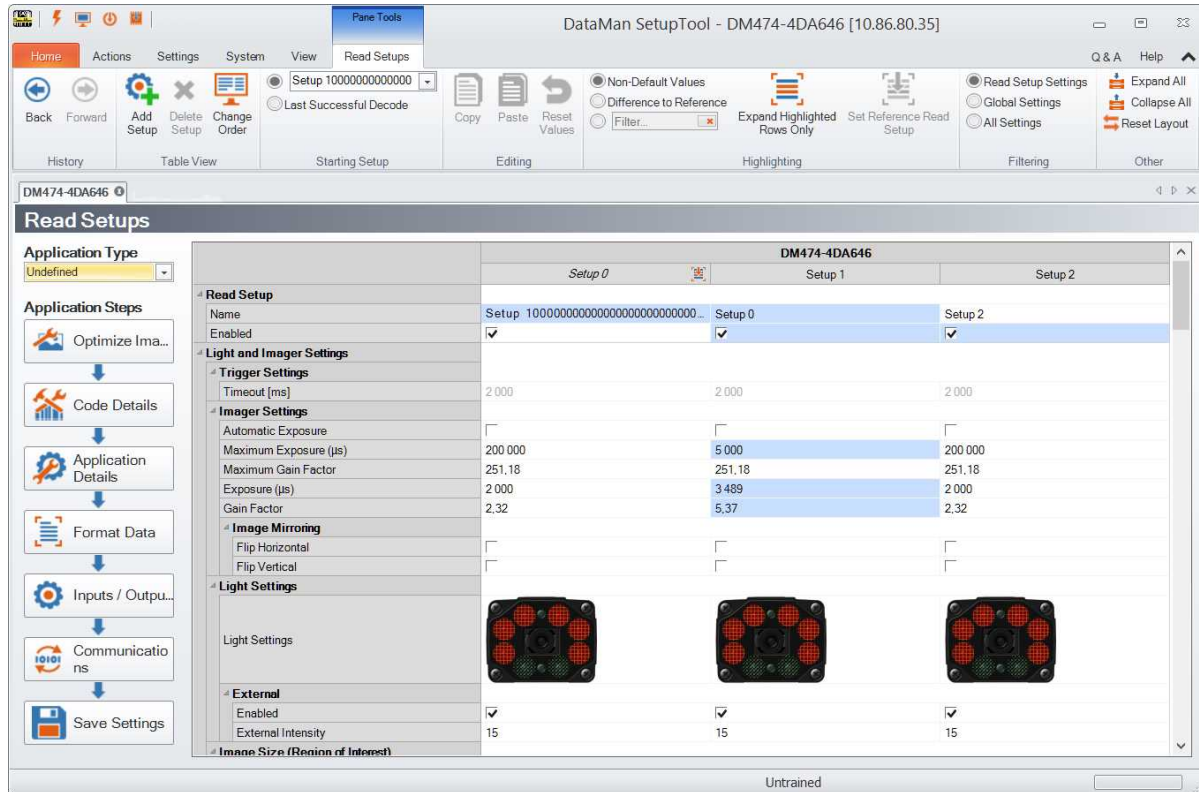 Pane Tools
DataMan SetupTool - DM474-4DA646 [10.86.80.35]
Home Actions Settings System View Read Setups Q & A Help
Back Forward
History
Add Setup Delete Setup Change Order
Table View
Setup 10000000000000
Last Successful Decode
Starting Setup
Copy Paste Reset Values
Editing
Non-Default Values
Difference to Reference
Filter...
Expand Highlighted Rows Only
Set Reference Read Setup
Highlighting
Read Setup Settings
Global Settings
All Settings
Filtering
Expand All
Collapse All
Reset Layout
Other
DM474-4DA646
Read Setups
Application Type
Undefined
Application Steps
Optimize Ima...
Code Details
Application
Details
Format Data
Inputs / Outpu...
Communicatio
ns
Save Settings
DM474-4DA646
Setup 0 Setup 1 Setup 2
Read Setup
Name Setup 10000000000000000000000000000... Setup 0 Setup 2
Enabled
Light and Imager Settings
Trigger Settings
Timeout [ms] 2 000 2 000 2 000
Imager Settings
Automatic Exposure
Maximum Exposure (µs) 200 000 5 000 200 000
Maximum Gain Factor 251,18 251,18 251,18
Exposure (µs) 2 000 3 489 2 000
Gain Factor 2,32 5,37 2,32
Image Mirroring
Flip Horizontal
Flip Vertical
Light Settings
Light Settings
External
Enabled
External Intensity 15 15 15
Image Size (Region of Interest)
Untrained